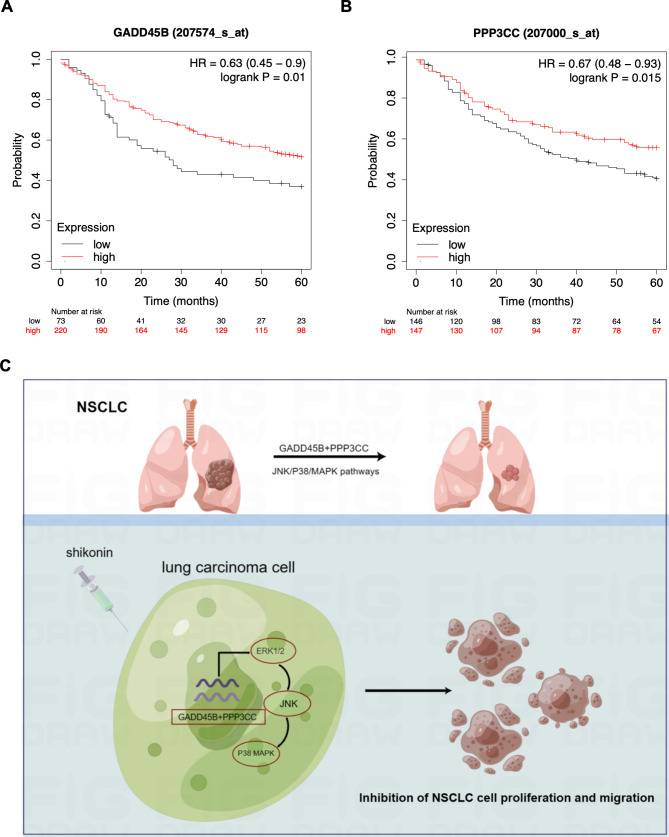 A
GADD45B (207574_s_at)
HR = 0.63 (0.45 – 0.9)
logrank P = 0.01
Probability
1.0
0.8
0.6
0.4
0.2
0.0
Expression
low
high
0 10 20 30 40 50 60
Time (months)
Number at risk
low 73 60 41 32 30 27 23
high 220 190 164 145 129 115 98
B
PPP3CC (207000_s_at)
HR = 0.67 (0.48 – 0.93)
logrank P = 0.015
Probability
1.0
0.8
0.6
0.4
0.2
0.0
Expression
low
high
0 10 20 30 40 50 60
Time (months)
Number at risk
low 146 120 98 83 72 64 54
high 147 130 107 94 87 78 67
C
NSCLC
GADD45B+PPP3CC
JNK/P38/MAPK pathways
shikonin
lung carcinoma cell
ERK1/2
JNK
GADD45B+PPP3CC
P38 MAPK
Inhibition of NSCLC cell proliferation and migration
FIG DRAW